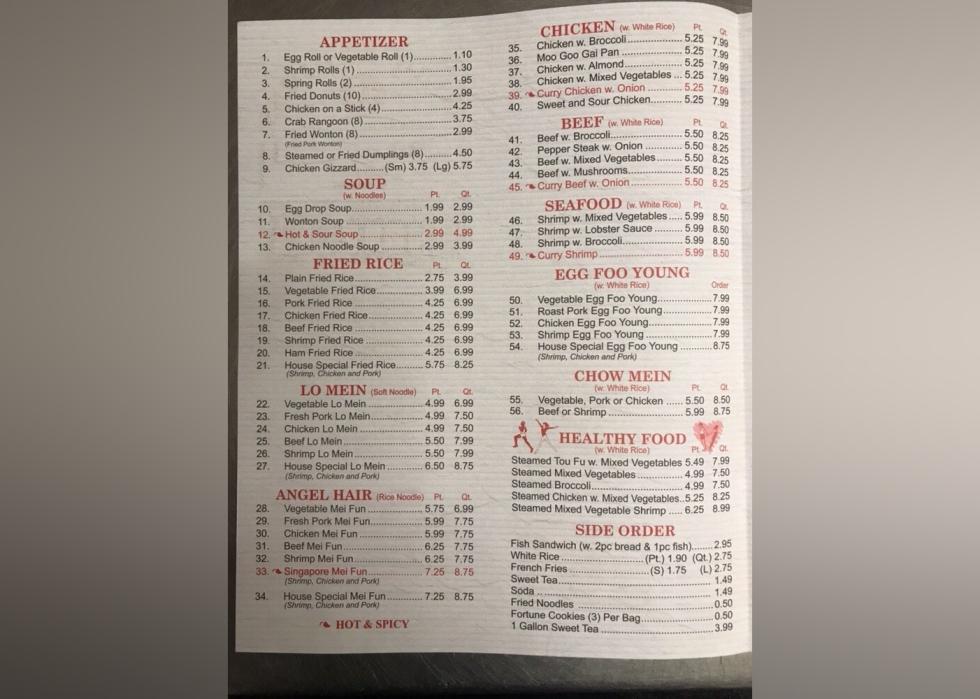 APPETIZER
1. Egg Roll or Vegetable Roll (1)..............1.10
2. Shrimp Rolls (1)..............1.30
3. Spring Rolls (2)..............1.95
4. Fried Donuts (10)..............2.99
5. Chicken on a Stick (4)..............4.25
6. Crab Rangoon (8)..............3.75
7. Fried Wonton (8)..............2.99
(Fried Pork Wonton)
8. Steamed or Fried Dumplings (8).........4.50
9. Chicken Gizzard.........(Sm) 3.75 (Lg) 5.75
SOUP
(w. Noodles) Pt. Qt.
10. Egg Drop Soup.............. 1.99 2.99
11. Wonton Soup.............. 1.99 2.99
12. Hot & Sour Soup.............. 2.99 4.99
13. Chicken Noodle Soup.............. 2.99 3.99
FRIED RICE Pt. Qt.
14. Plain Fried Rice.............. 2.75 3.99
15. Vegetable Fried Rice.............. 3.99 6.99
16. Pork Fried Rice.............. 4.25 6.99
17. Chicken Fried Rice.............. 4.25 6.99
18. Beef Fried Rice.............. 4.25 6.99
19. Shrimp Fried Rice.............. 4.25 6.99
20. Ham Fried Rice.............. 4.25 6.99
21. House Special Fried Rice......... 5.75 8.25
(Shrimp, Chicken and Pork)
LO MEIN (Soft Noodle) Pt. Qt.
22. Vegetable Lo Mein.............. 4.99 6.99
23. Fresh Pork Lo Mein.............. 4.99 7.50
24. Chicken Lo Mein.............. 4.99 7.50
25. Beef Lo Mein.............. 5.50 7.99
26. Shrimp Lo Mein.............. 5.50 7.99
27. House Special Lo Mein........... 6.50 8.75
(Shrimp, Chicken and Pork)
ANGEL HAIR (Rice Noodle) Pt. Qt.
28. Vegetable Mei Fun.............. 5.75 6.99
29. Fresh Pork Mei Fun.............. 5.99 7.75
30. Chicken Mei Fun.............. 5.99 7.75
31. Beef Mei Fun.............. 6.25 7.75
32. Shrimp Mei Fun.............. 6.25 7.75
33. Singapore Mei Fun.............. 7.25 8.75
(Shrimp, Chicken and Pork)
34. House Special Mei Fun........... 7.25 8.75
(Shrimp, Chicken and Pork)
HOT & SPICY
CHICKEN (w. White Rice) Pt. Qt.
35. Chicken w. Broccoli.............. 5.25 7.99
36. Moo Goo Gai Pan.............. 5.25 7.99
37. Chicken w. Almond.............. 5.25 7.99
38. Chicken w. Mixed Vegetables ... 5.25 7.99
39. Curry Chicken w. Onion .......... 5.25 7.99
40. Sweet and Sour Chicken.......... 5.25 7.99
BEEF (w. White Rice) Pt. Qt.
41. Beef w. Broccoli.............. 5.50 8.25
42. Pepper Steak w. Onion .......... 5.50 8.25
43. Beef w. Mixed Vegetables ....... 5.50 8.25
44. Beef w. Mushrooms.............. 5.50 8.25
45. Curry Beef w. Onion.............. 5.50 8.25
SEAFOOD (w. White Rice) Pt. Qt.
46. Shrimp w. Mixed Vegetables ..... 5.99 8.50
47. Shrimp w. Lobster Sauce ....... 5.99 8.50
48. Shrimp w. Broccoli.............. 5.99 8.50
49. Curry Shrimp.............. 5.99 8.50
EGG FOO YOUNG
(w. White Rice) Order
50. Vegetable Egg Foo Young..............7.99
51. Roast Pork Egg Foo Young............7.99
52. Chicken Egg Foo Young..............7.99
53. Shrimp Egg Foo Young ..............7.99
54. House Special Egg Foo Young ...........8.75
(Shrimp, Chicken and Pork)
CHOW MEIN
(w. White Rice) Pt. Qt.
55. Vegetable, Pork or Chicken ...... 5.50 8.50
56. Beef or Shrimp .............. 5.99 8.75
HEALTHY FOOD
(w. White Rice) Pt. Qt.
Steamed Tou Fu w. Mixed Vegetables 5.49 7.99
Steamed Mixed Vegetables ........... 4.99 7.50
Steamed Broccoli.............. 4.99 7.50
Steamed Chicken w. Mixed Vegetables..5.25 8.25
Steamed Mixed Vegetable Shrimp ..... 6.25 8.99
SIDE ORDER
Fish Sandwich (w. 2pc bread & 1pc fish).......2.95
White Rice..............(Pt.) 1.90 (Qt.) 2.75
French Fries ..............(S) 1.75 (L) 2.75
Sweet Tea..............1.49
Soda ..............1.49
Fried Noodles ..............0.50
Fortune Cookies (3) Per Bag..............0.50
1 Gallon Sweet Tea ..............3.99